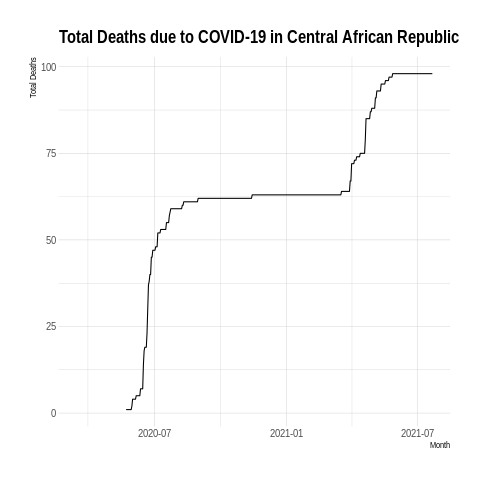 Total Deaths due to COVID-19 in Central African Republic
Total Deaths
100
75
50
25
0
2020-07
2021-01
2021-07
Month